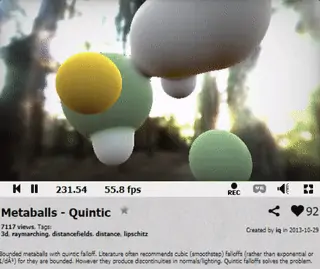 231.54 55.8 fps REC
Metaballs - Quintic 92
7117 views. Tags: Created by iq in 2013-10-29
3d, raymarching, distancefields, distance, lipschitz
Bounded metaballs with quintic falloff. Literature often recommends cubic (smoothstep) falloffs (rather than exponential or
for they are bounded. However they produce discontinuities in normals/lighting. Quintic falloffs solves the problem.